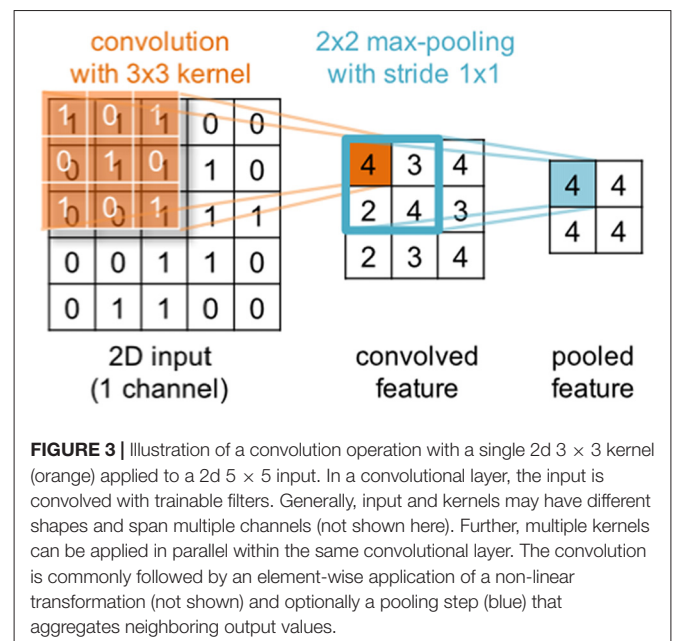 convolution
with 3x3 kernel
2x2 max-pooling
with stride 1x1
1 0 1 0 0
0 1 0 1 0
1 0 1 1 1
0 0 1 1 0
0 1 1 0 0
4 3 4
2 4 3
2 3 4
4 4
4 4
2D input
(1 channel)
convolved
feature
pooled
feature
FIGURE 3 | Illustration of a convolution operation with a single 2d 3 × 3 kernel
(orange) applied to a 2d 5 × 5 input. In a convolutional layer, the input is
convolved with trainable filters. Generally, input and kernels may have different
shapes and span multiple channels (not shown here). Further, multiple kernels
can be applied in parallel within the same convolutional layer. The convolution
is commonly followed by an element-wise application of a non-linear
transformation (not shown) and optionally a pooling step (blue) that
aggregates neighboring output values.